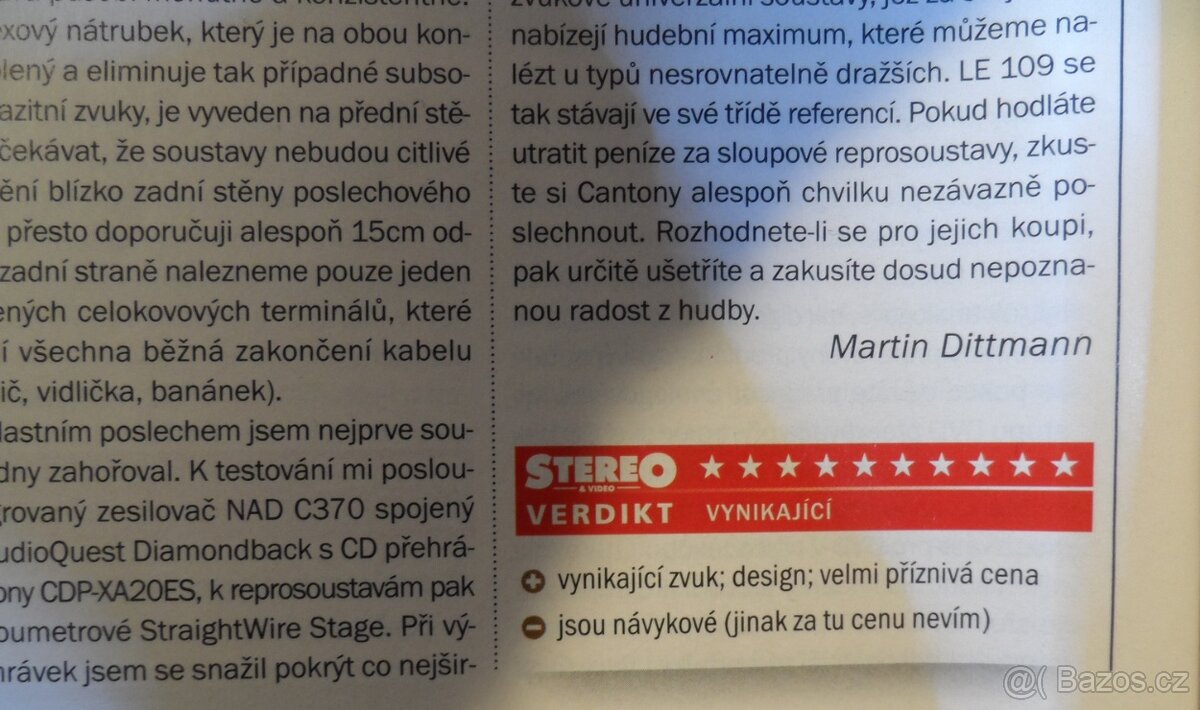 xový nátrubek, který je na obou kon-
lený a eliminuje tak případné subso-
azitní zvuky, je vyveden na přední stě-
čekávat, že soustavy nebudou citlivé
ění blízko zadní stěny poslechového
přesto doporučuji alespoň 15cm od-
zadní straně nalezneme pouze jeden
ených celokovových terminálů, které
í všechna běžná zakončení kabelu
ič, vidlička, banánek).
lastním poslechem jsem nejprve sou-
dny zahořoval. K testování mi poslou-
grovaný zesilovač NAD C370 spojený
udioQuest Diamondback s CD přehrá-
ony CDP-XA20ES, k reprosoustavám pak
oumetrové StraightWire Stage. Při vý-
hrávek jsem se snažil pokrýt co nejšir-
nabízejí hudební maximum, které můžeme na-
lézt u typů nesrovnatelně dražších. LE 109 se
tak stávají ve své třídě referencí. Pokud hodláte
utratit peníze za sloupové reprosoustavy, zkus-
te si Cantony alespoň chvilku nezávazně po-
slechnout. Rozhodnete-li se pro jejich koupi,
pak určitě ušetříte a zakusíte dosud nepozna-
nou radost z hudby.
Martin Dittmann
STEREO
& VIDEO
VERDIKT VYNIKAJÍCÍ
vynikající zvuk; design; velmi příznivá cena
jsou návykové (jinak za tu cenu nevím)
@( Bazos.cz